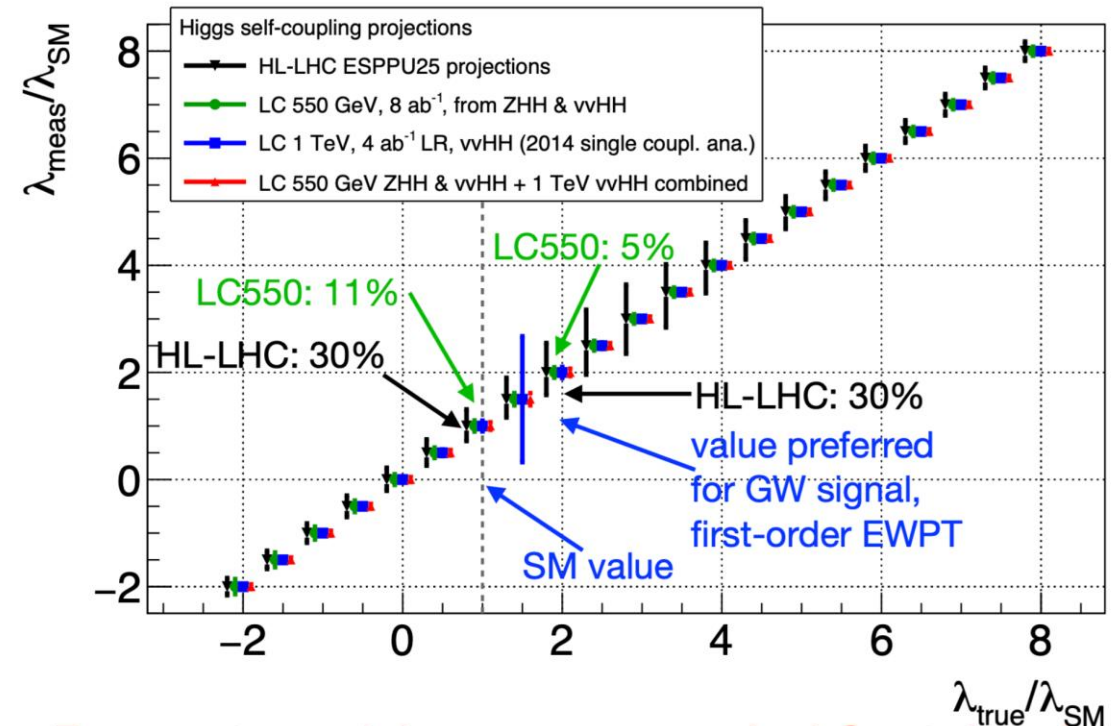 Higgs self-coupling projections
HL-LHC ESPPU25 projections
LC 550 GeV, 8 ab⁻¹, from ZHH & ννHH
LC 1 TeV, 4 ab⁻¹ LR, ννHH (2014 single coupl. ana.)
LC 550 GeV ZHH & ννHH + 1 TeV ννHH combined
λmeas/λSM
8
6
4
2
0
−2
LC550: 5%
LC550: 11%
HL-LHC: 30%
HL-LHC: 30%
value preferred
for GW signal,
first-order EWPT
SM value
−2 0 2 4 6 8
λtrue/λSM